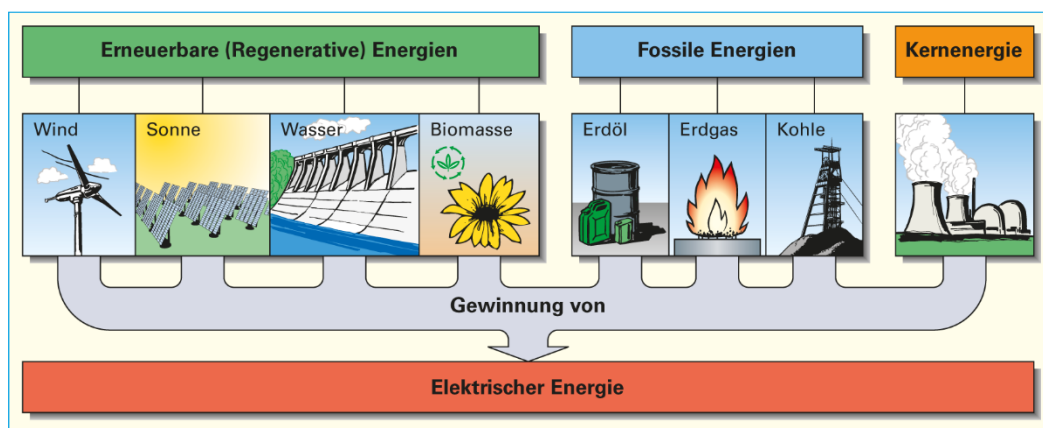 Erneuerbare (Regenerative) Energien
Fossile Energien
Kernenergie
Wind
Sonne
Wasser
Biomasse
Erdöl
Erdgas
Kohle
Gewinnung von
Elektrischer Energie